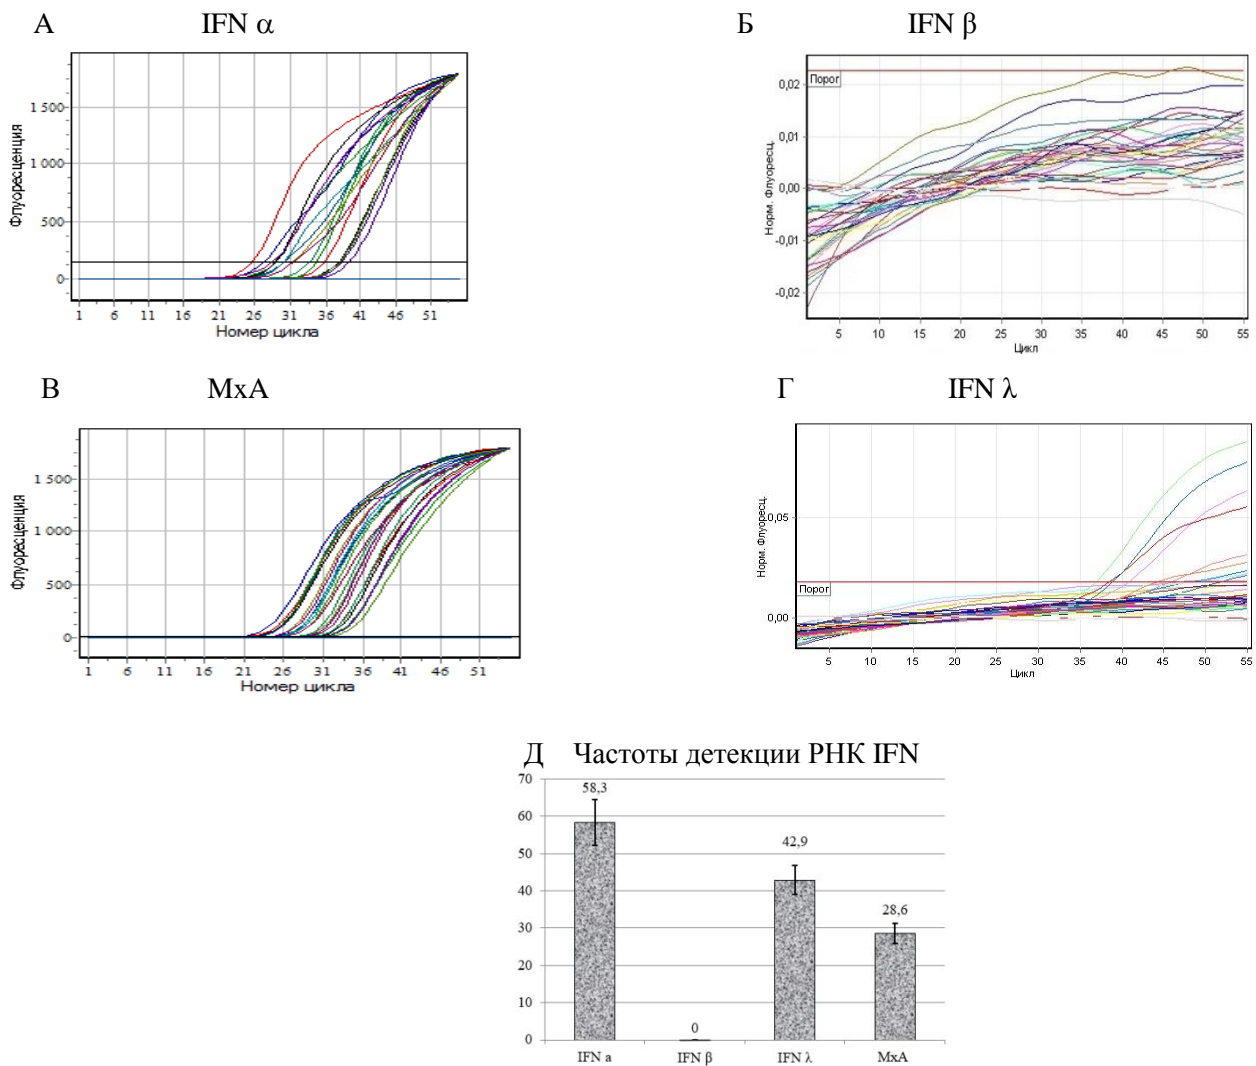 А IFN α
Флуоресценция
1 500
1 000
500
0
1 6 11 16 21 26 31 36 41 46 51
Номер цикла
Б IFN β
Норм. Флуоресц.
Порог
0,02
0,01
0,00
-0,01
-0,02
5 10 15 20 25 30 35 40 45 50 55
Цикл
В MxA
Флуоресценция
1 500
1 000
500
0
1 6 11 16 21 26 31 36 41 46 51
Номер цикла
Г IFN λ
Норм. Флуоресц.
0,05
Порог
0,00
5 10 15 20 25 30 35 40 45 50 55
Цикл
Д Частоты детекции РНК IFN
70
60
50
40
30
20
10
0
58,3
0
42,9
28,6
IFN a IFN β IFN λ MxA